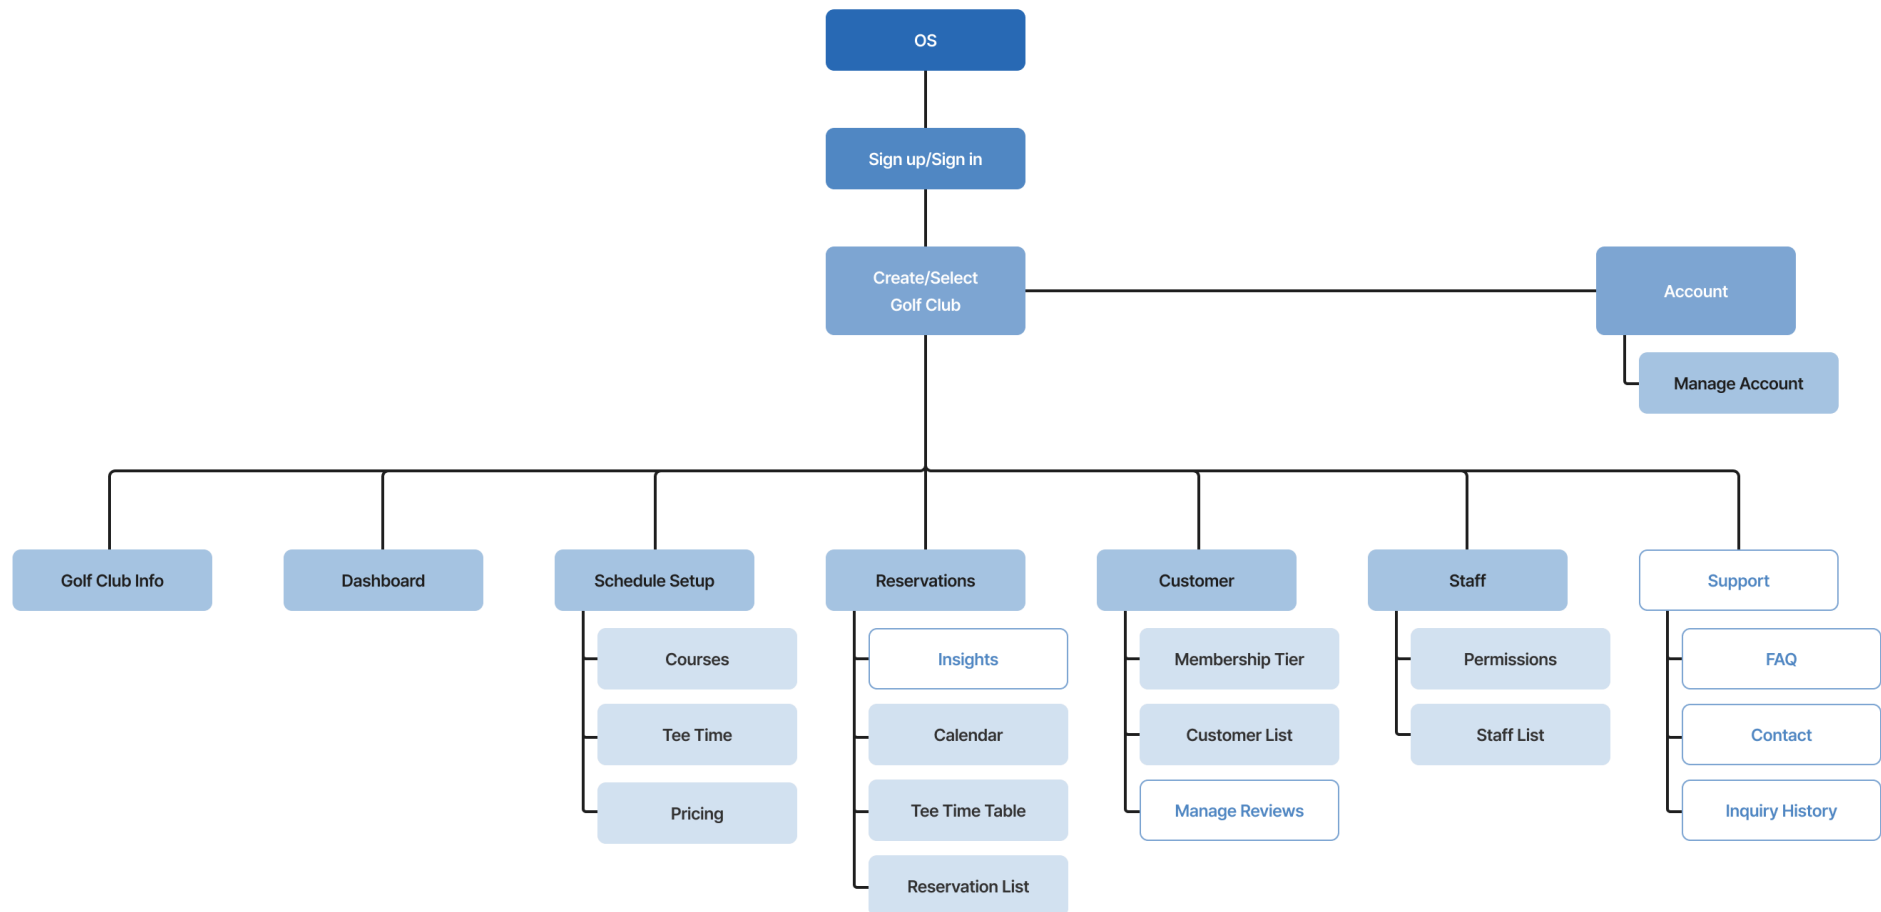 OS
Sign up/Sign in
Create/Select
Golf Club
Account
Manage Account
Golf Club Info
Dashboard
Schedule Setup
Reservations
Customer
Staff
Support
Courses
Insights
Membership Tier
Permissions
FAQ
Tee Time
Calendar
Customer List
Staff List
Contact
Pricing
Tee Time Table
Manage Reviews
Inquiry History
Reservation List